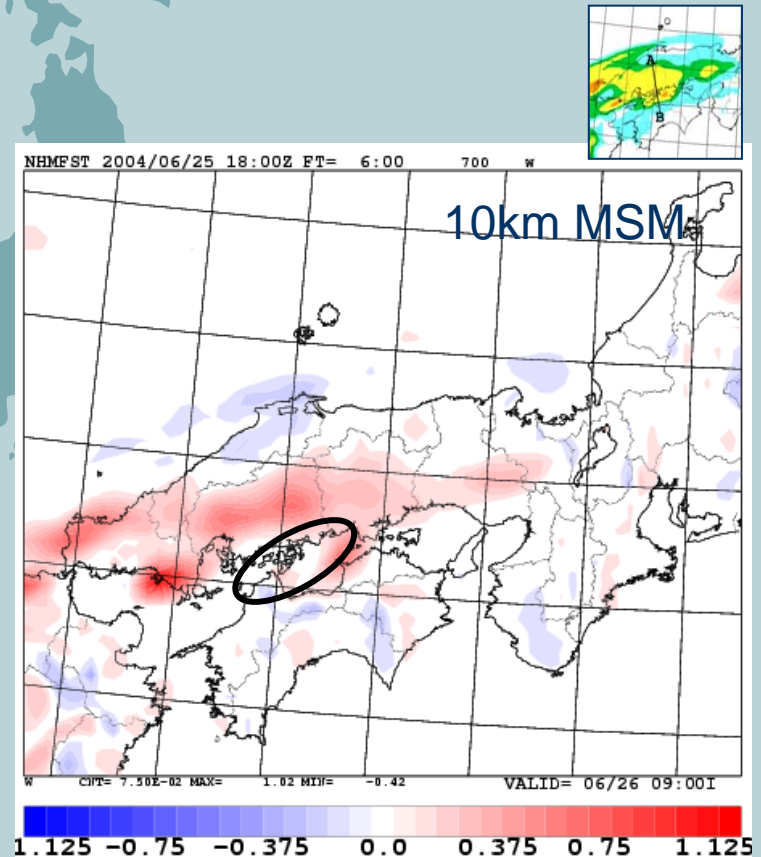 A
B
NHMFST 2004/06/25 18:00Z FT= 6:00 700 W
10km MSM
W CNT= 7.50E-02 MAX= 1.02 MIN= -0.42 VALID= 06/26 09:00I
1.125 -0.75 -0.375 0.0 0.375 0.75 1.125